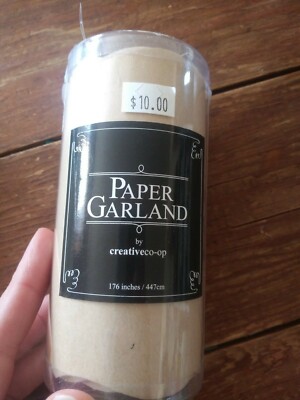 $10.00
PAPER
GARLAND
by
creativeco-op
176 inches / 447cm